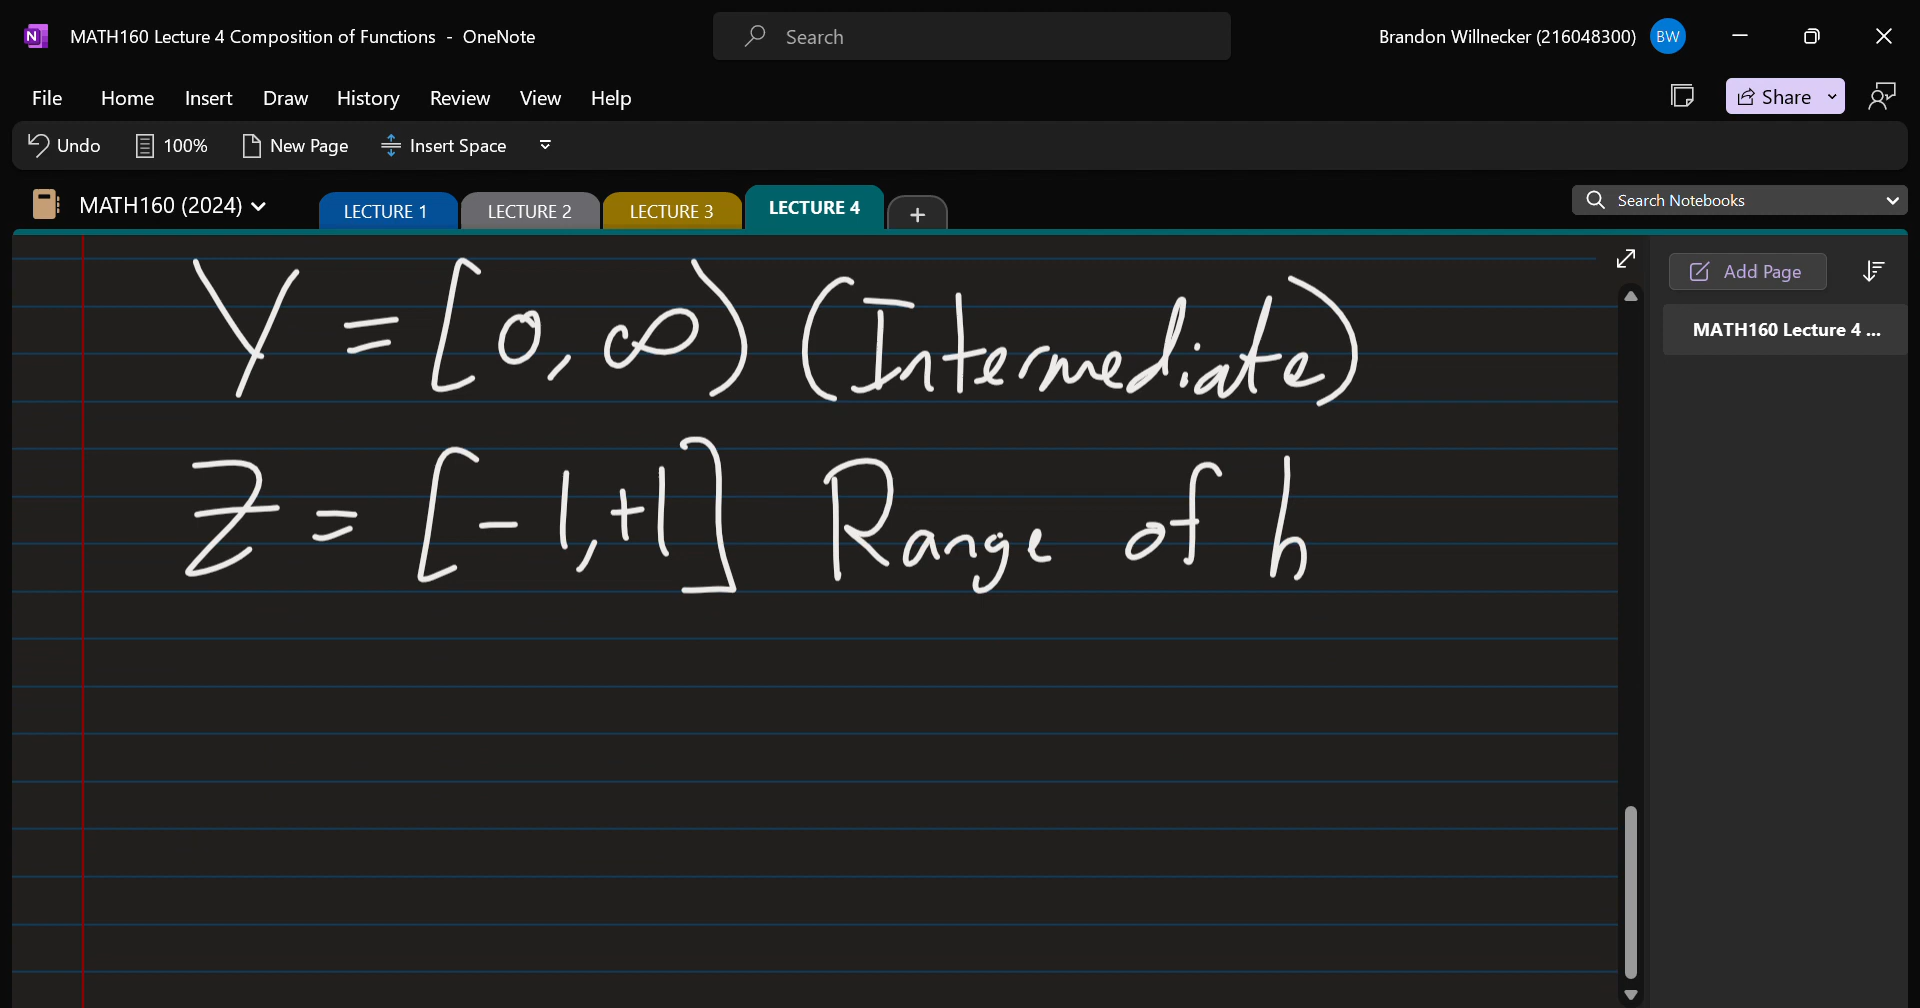 MATH160 Lecture 4 Composition of Functions - OneNote
Search
Brandon Willnecker (216048300) BW
File Home Insert Draw History Review View Help
Share
Undo 100% New Page Insert Space
MATH160 (2024) LECTURE 1 LECTURE 2 LECTURE 3 LECTURE 4 +
Search Notebooks
Add Page
MATH160 Lecture 4 ...
Y = [0, ∞) (Intermediate)
Z = [-1,+1] Range of h